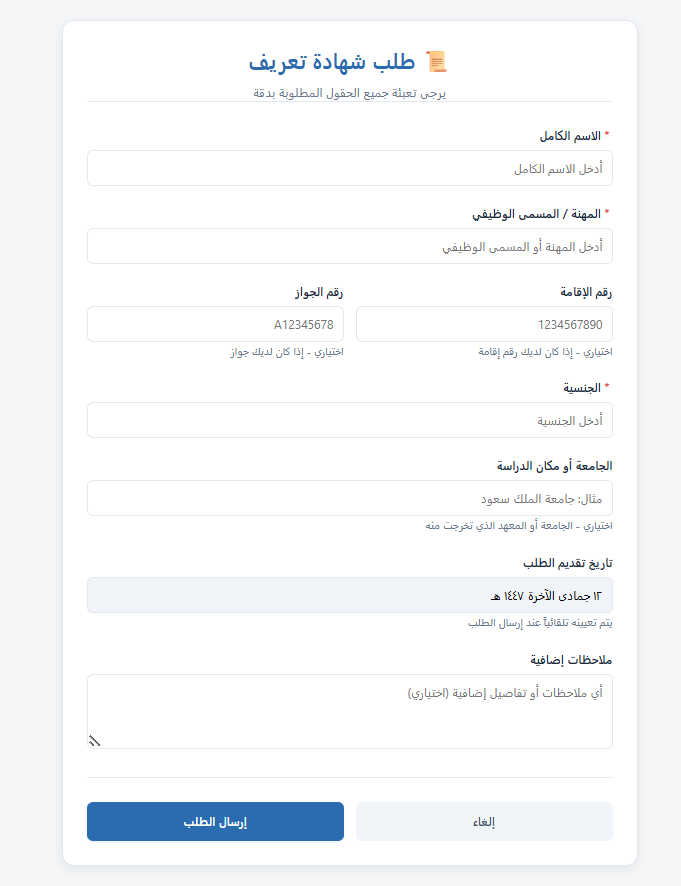 📜 طلب شهادة تعريف
يرجى تعبئة جميع الحقول المطلوبة بدقة
* الاسم الكامل
أدخل الاسم الكامل
* المهنة / المسمى الوظيفي
أدخل المهنة أو المسمى الوظيفي
رقم الإقامة
1234567890
اختياري - إذا كان لديك رقم إقامة
رقم الجواز
A12345678
اختياري - إذا كان لديك جواز
* الجنسية
أدخل الجنسية
الجامعة أو مكان الدراسة
مثال: جامعة الملك سعود
اختياري - الجامعة أو المعهد الذي تخرجت منه
تاريخ تقديم الطلب
١٢ جمادى الآخرة ١٤٤٧ هـ
يتم تعيينه تلقائياً عند إرسال الطلب
ملاحظات إضافية
أي ملاحظات أو تفاصيل إضافية (اختياري)
إلغاء
إرسال الطلب